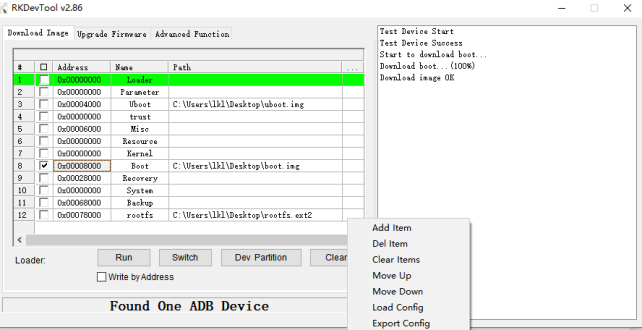 RKDevTool v2.86
Download Image Upgrade Firmware Advanced Function
# Address Name Path ...
1 0x00000000 Loader
2 0x00000000 Parameter
3 0x00004000 Uboot C:\Users\lkl\Desktop\uboot.img
4 0x00000000 trust
5 0x00006000 Misc
6 0x00000000 Resource
7 0x00000000 Kernel
8 0x00008000 Boot C:\Users\lkl\Desktop\boot.img
9 0x00028000 Recovery
10 0x00000000 System
11 0x00068000 Backup
12 0x00078000 rootfs C:\Users\lkl\Desktop\rootfs.ext2
Loader: Run Switch Dev Partition Clear
Write by Address
Found One ADB Device
Test Device Start
Test Device Success
Start to download boot...
Download boot...(100%)
Download image OK
Add Item
Del Item
Clear Items
Move Up
Move Down
Load Config
Export Config